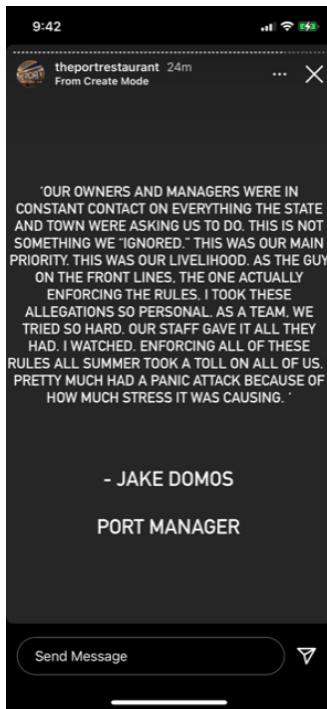 9:42
theportrestaurant 24m
From Create Mode
'OUR OWNERS AND MANAGERS WERE IN
CONSTANT CONTACT ON EVERYTHING THE STATE
AND TOWN WERE ASKING US TO DO. THIS IS NOT
SOMETHING WE "IGNORED." THIS WAS OUR MAIN
PRIORITY. THIS WAS OUR LIVELIHOOD. AS THE GUY
ON THE FRONT LINES, THE ONE ACTUALLY
ENFORCING THE RULES, I TOOK THESE
ALLEGATIONS SO PERSONAL. AS A TEAM, WE
TRIED SO HARD. OUR STAFF GAVE IT ALL THEY
HAD. I WATCHED. ENFORCING ALL OF THESE
RULES ALL SUMMER TOOK A TOLL ON ALL OF US.
PRETTY MUCH HAD A PANIC ATTACK BECAUSE OF
HOW MUCH STRESS IT WAS CAUSING. '
- JAKE DOMOS
PORT MANAGER
Send Message